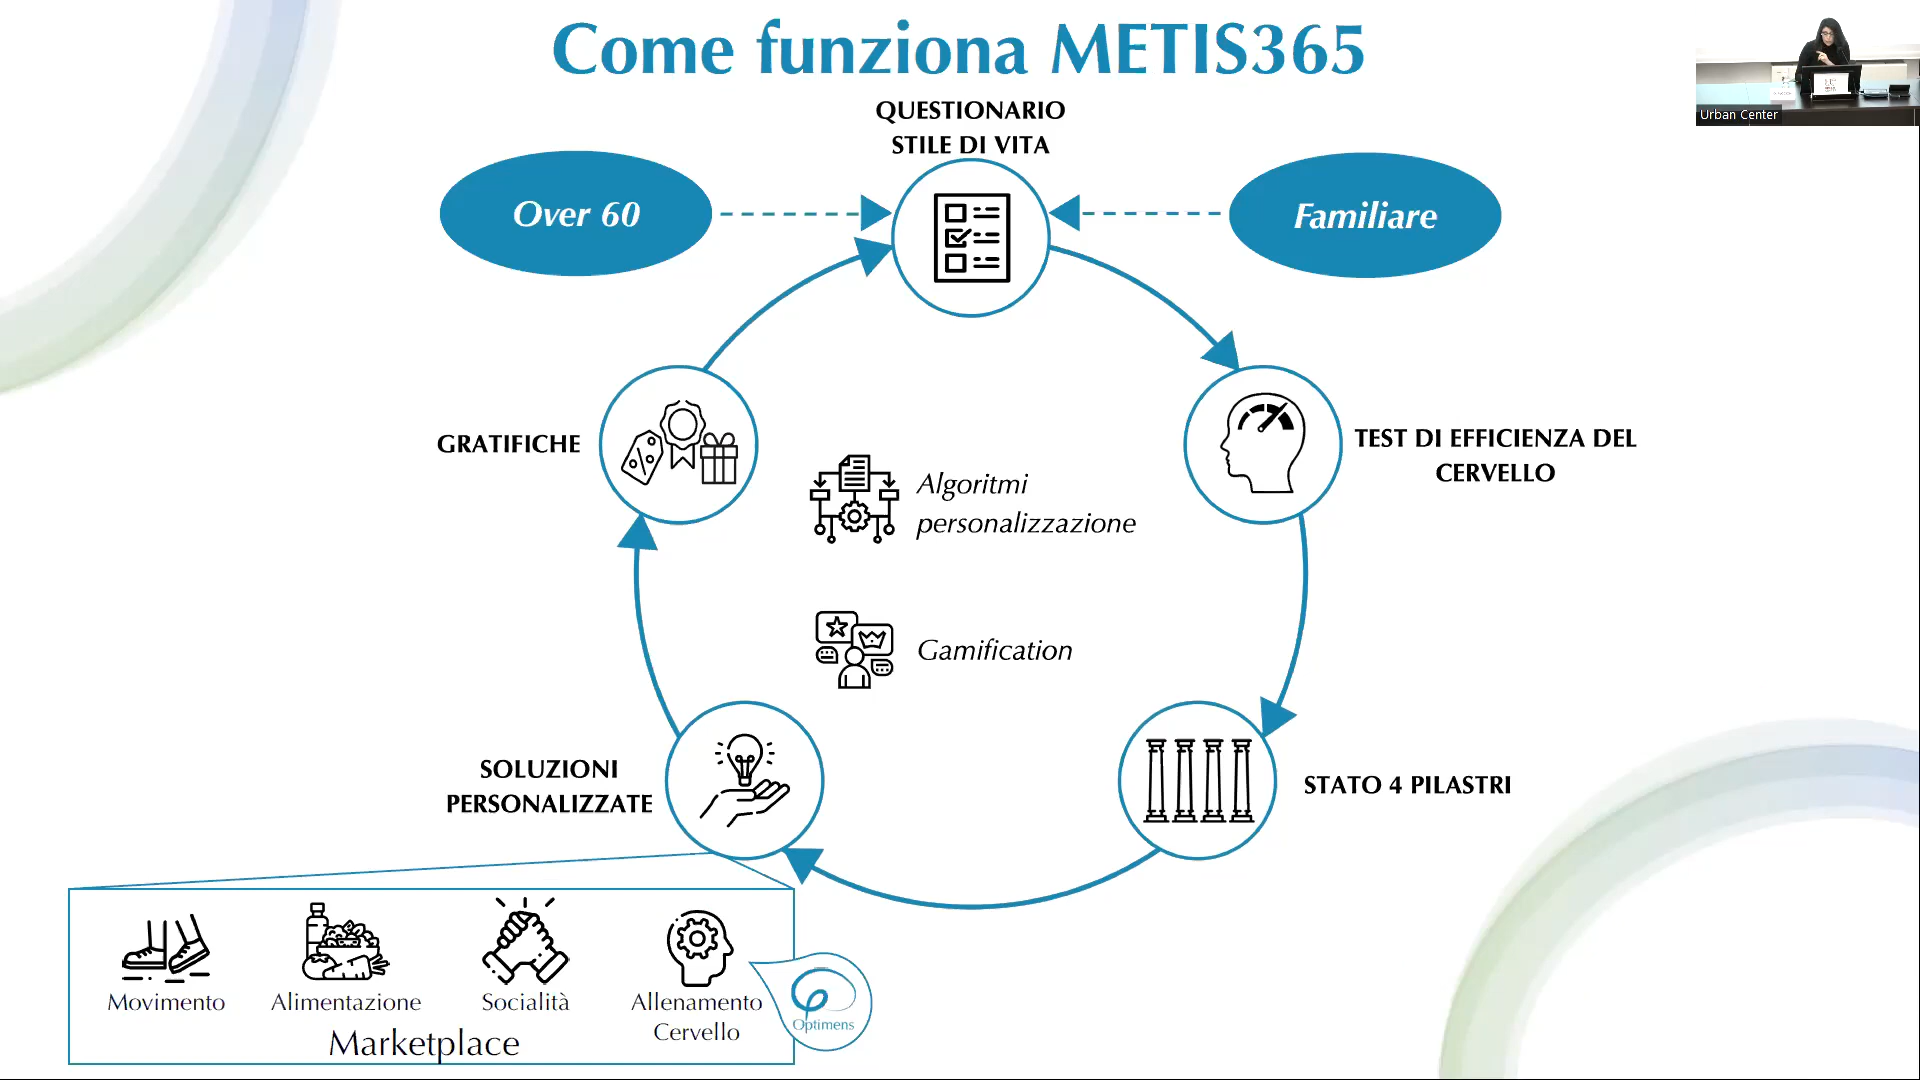 Come funziona METIS365
Urban Center
QUESTIONARIO
STILE DI VITA
Over 60
Familiare
GRATIFICHE
TEST DI EFFICIENZA DEL
CERVELLO
Algoritmi
personalizzazione
Gamification
SOLUZIONI
PERSONALIZZATE
STATO 4 PILASTRI
Movimento
Alimentazione
Socialità
Allenamento
Cervello
Optimens
Marketplace